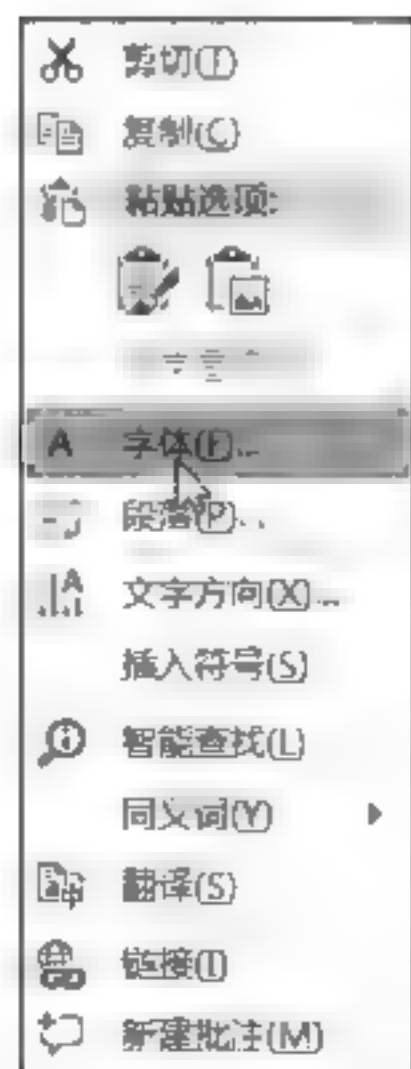 剪切(T)
复制(C)
粘贴选项:
A 字体(F)...
段落(P)...
文字方向(X)...
插入符号(S)
智能查找(L)
同义词(Y)
翻译(S)
链接(I)
新建批注(M)